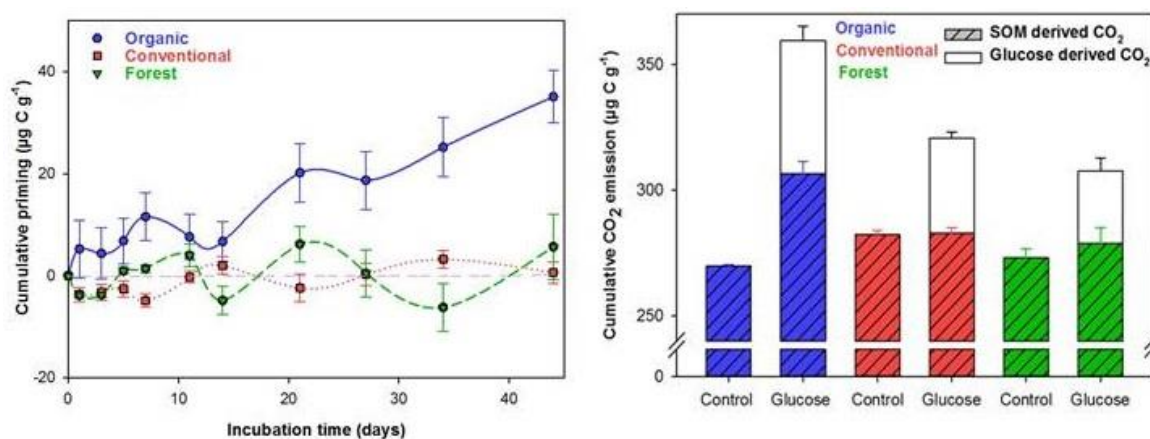 Organic
Conventional
Forest
Cumulative priming (µg C g⁻¹)
40
20
0
-20
0
10
20
30
40
Incubation time (days)
Organic
Conventional
Forest
SOM derived CO₂
Glucose derived CO₂
Cumulative CO₂ emission (µg C g⁻¹)
350
300
250
0
Control
Glucose
Control
Glucose
Control
Glucose